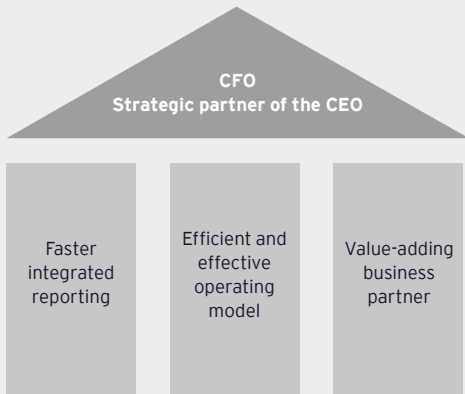 CFO
Strategic partner of the CEO
Faster
integrated
reporting
Efficient and
effective
operating
model
Value-adding
business
partner